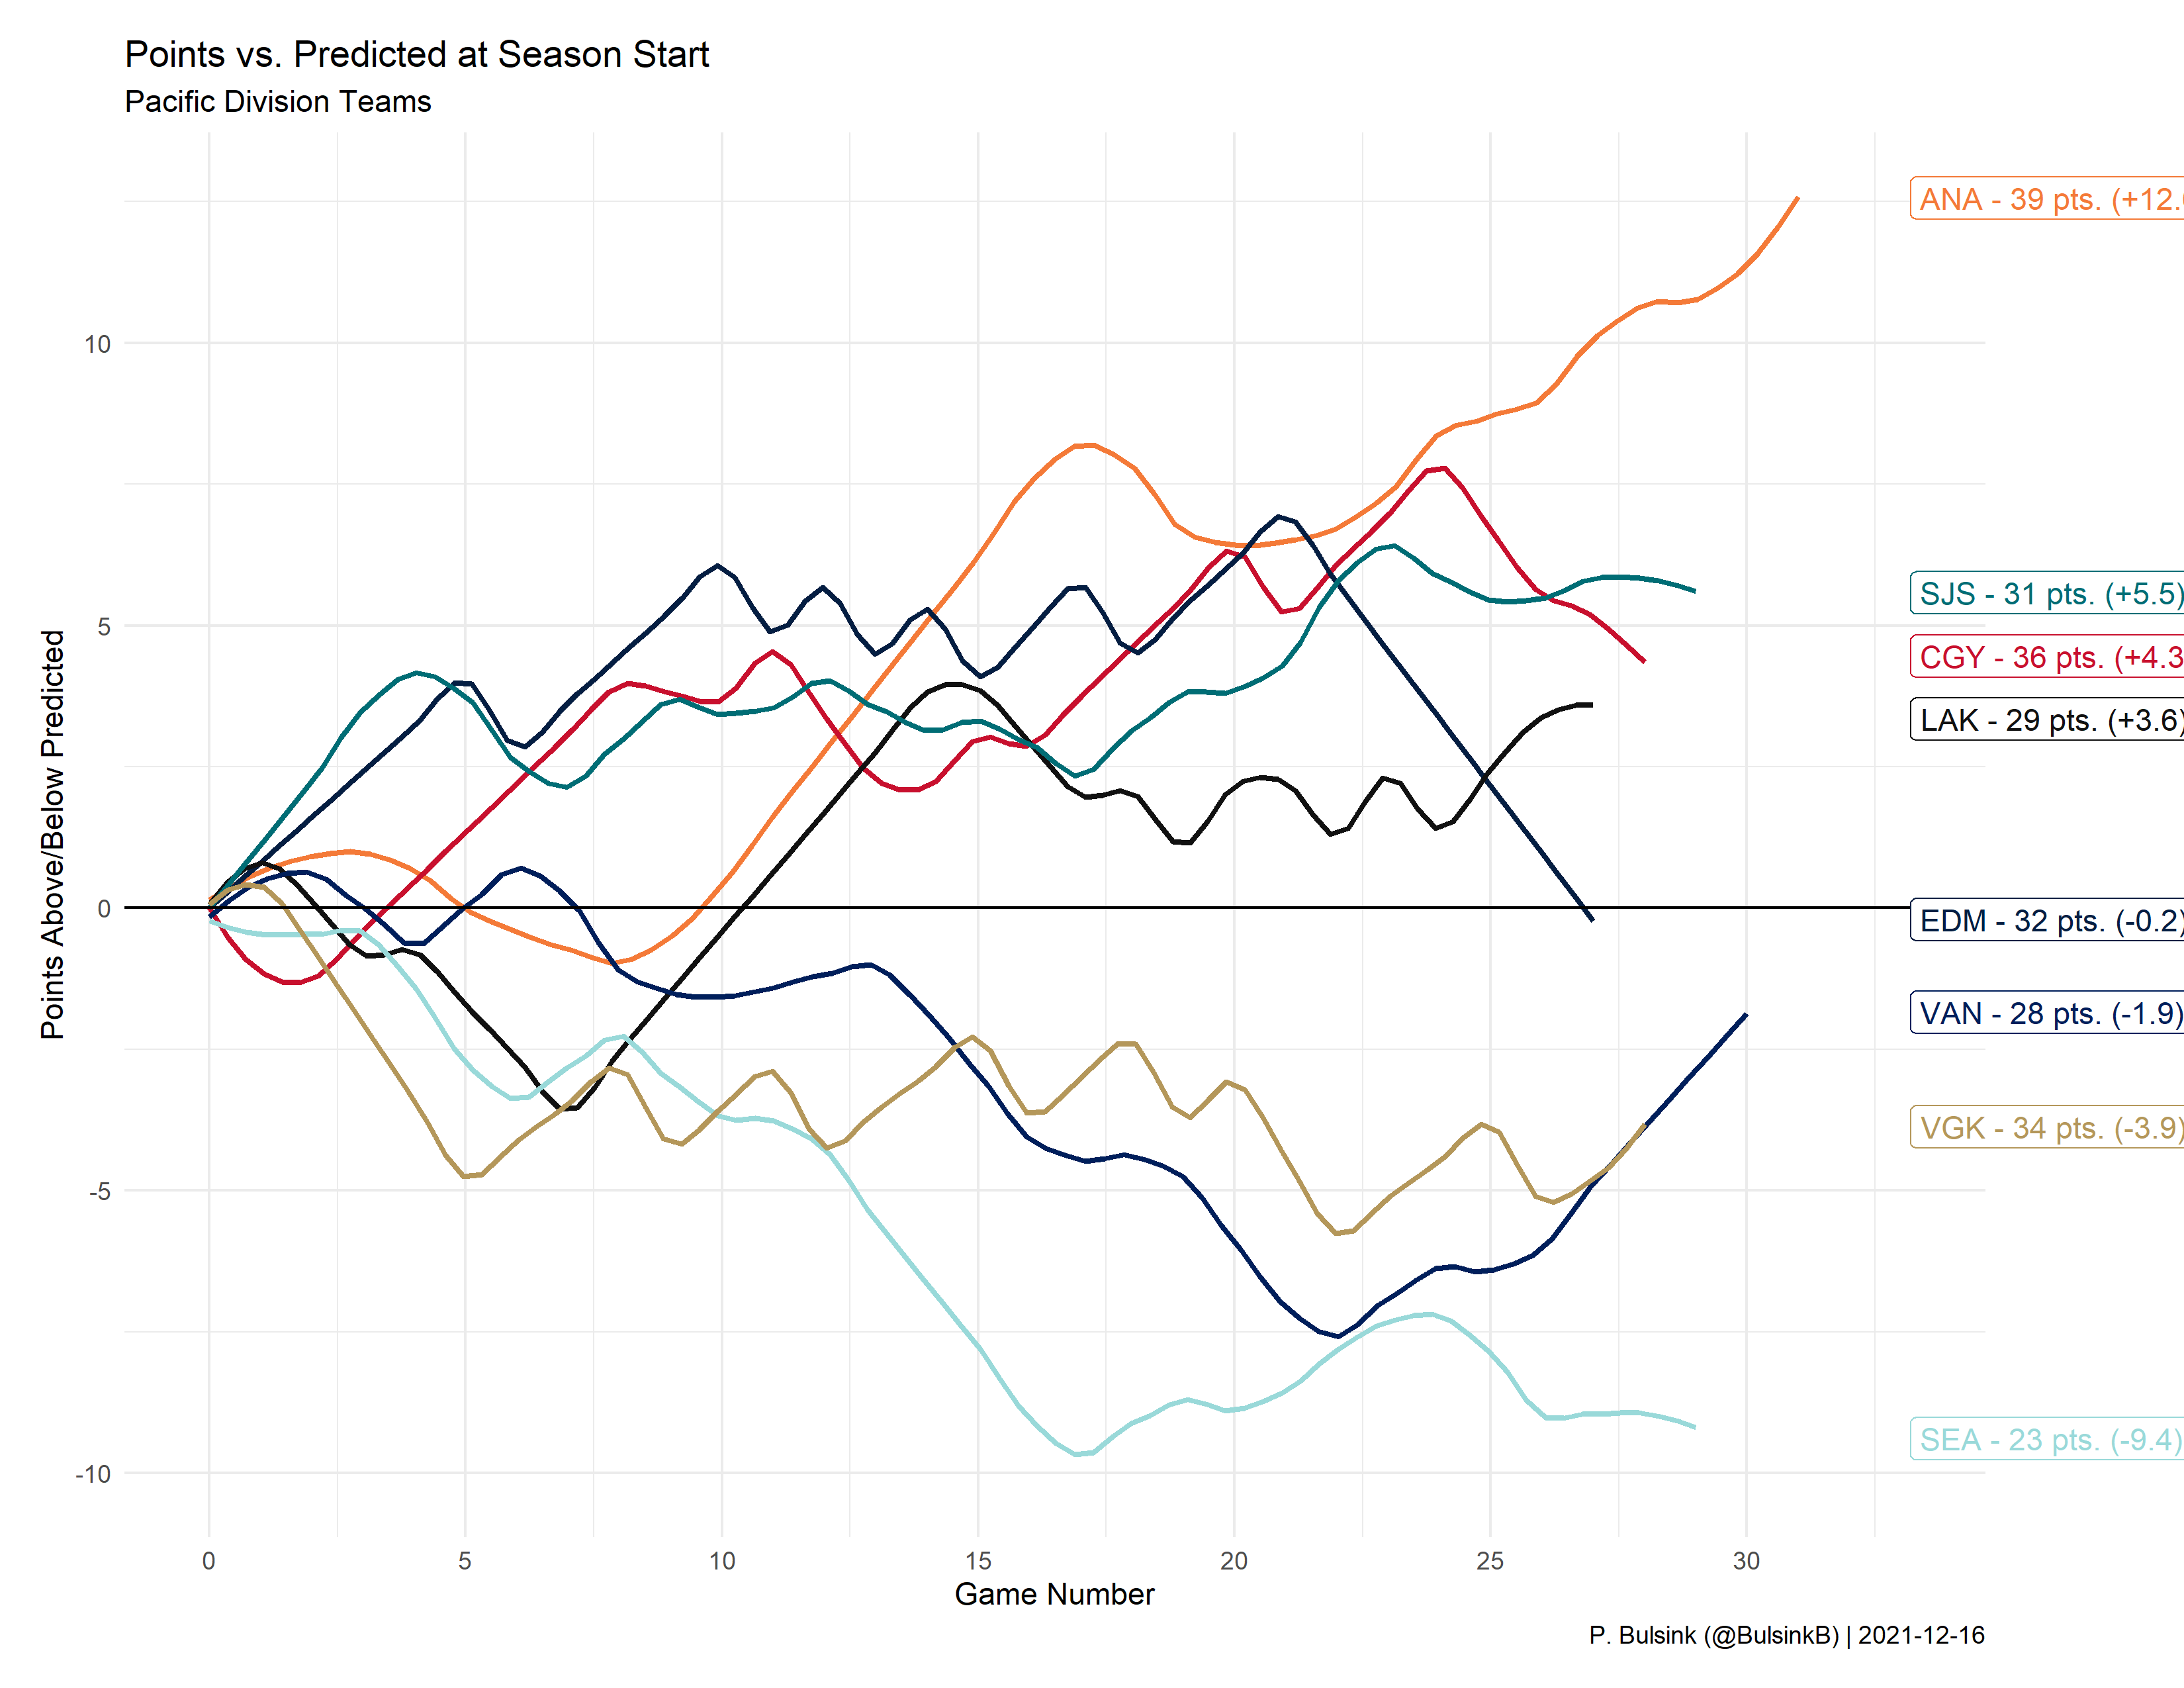 Points vs. Predicted at Season Start
Pacific Division Teams
Points Above/Below Predicted
10
5
0
-5
-10
ANA - 39 pts. (+12.
SJS - 31 pts. (+5.5)
CGY - 36 pts. (+4.3
LAK - 29 pts. (+3.6)
EDM - 32 pts. (-0.2)
VAN - 28 pts. (-1.9)
VGK - 34 pts. (-3.9)
SEA - 23 pts. (-9.4)
0 5 10 15 20 25 30
Game Number
P. Bulsink (@BulsinkB) | 2021-12-16